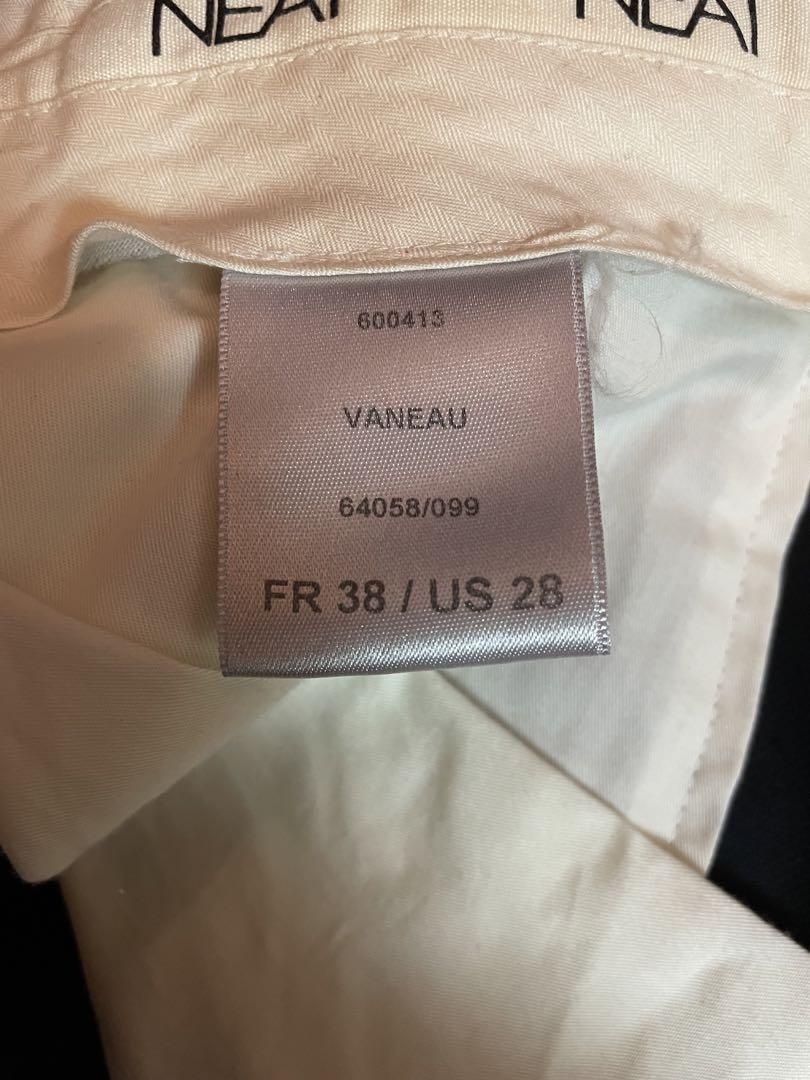 NEAT NEAT
600413
VANEAU
64058/099
FR 38 / US 28